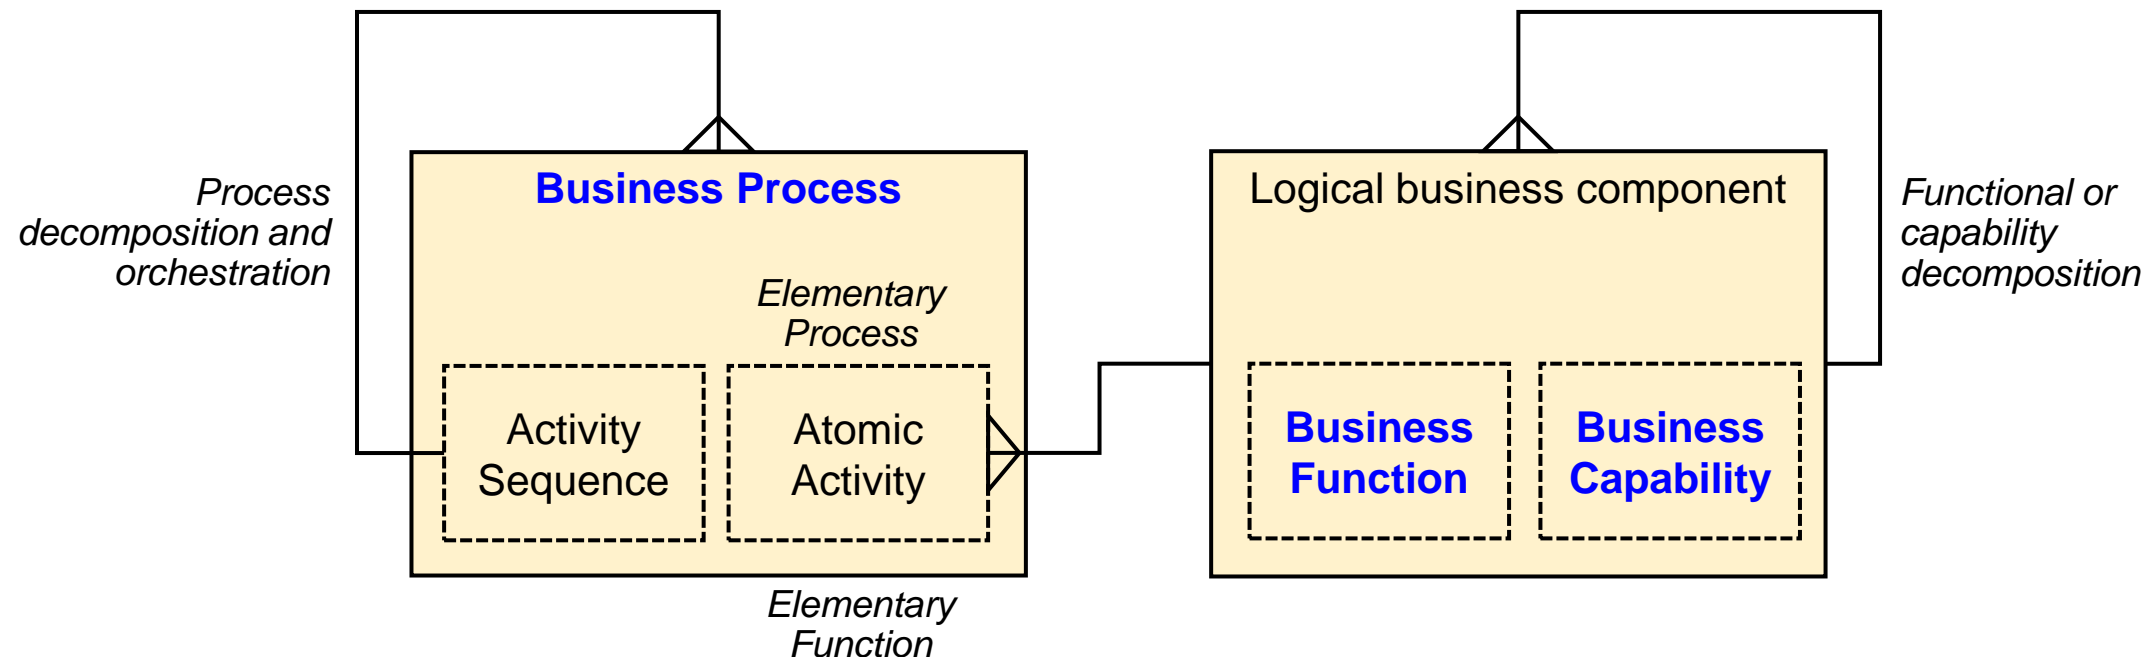 Process
decomposition and
orchestration
Business Process
Elementary
Process
Activity
Sequence
Atomic
Activity
Elementary
Function
Logical business component
Business
Function
Business
Capability
Functional or
capability
decomposition